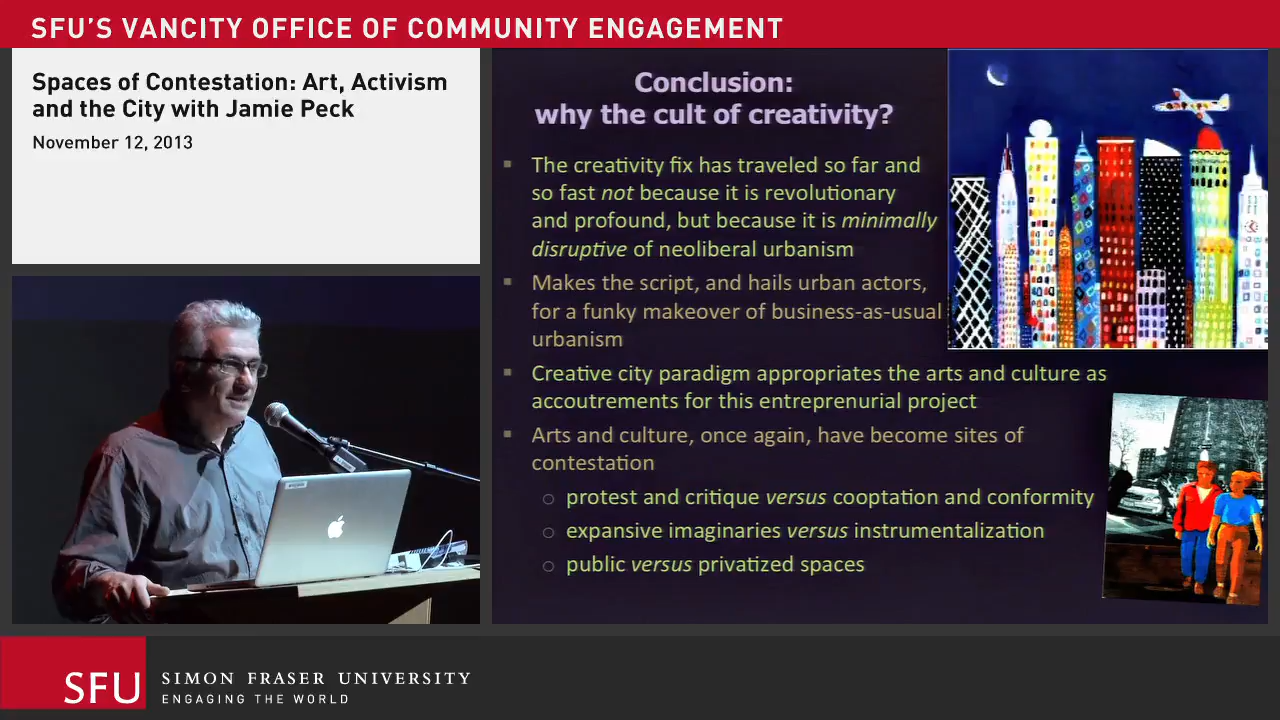 SFU'S VANCITY OFFICE OF COMMUNITY ENGAGEMENT
Spaces of Contestation: Art, Activism
and the City with Jamie Peck
November 12, 2013
Conclusion:
why the cult of creativity?
The creativity fix has traveled so far and
so fast not because it is revolutionary
and profound, but because it is minimally
disruptive of neoliberal urbanism
Makes the script, and hails urban actors,
for a funky makeover of business-as-usual
urbanism
Creative city paradigm appropriates the arts and culture as
accoutrements for this entreprenurial project
Arts and culture, once again, have become sites of
contestation
protest and critique versus cooptation and conformity
expansive imaginaries versus instrumentalization
public versus privatized spaces
SFU
SIMON FRASER UNIVERSITY
ENGAGING THE WORLD